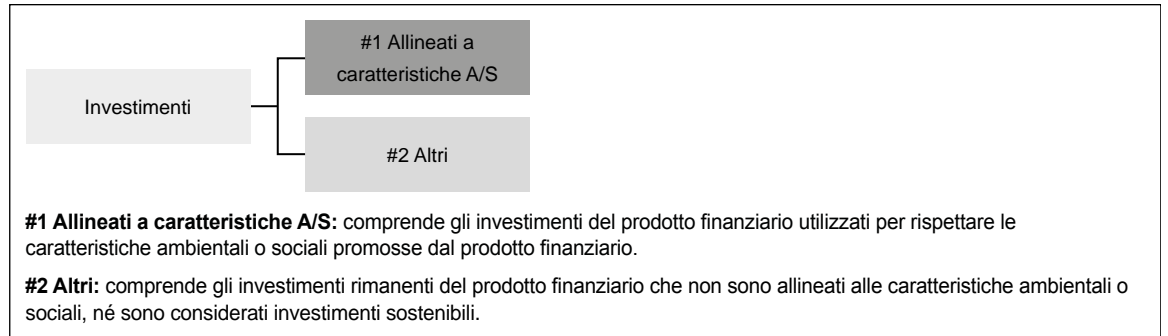 #1 Allineati a
caratteristiche A/S
Investimenti
#2 Altri
#1 Allineati a caratteristiche A/S: comprende gli investimenti del prodotto finanziario utilizzati per rispettare le
caratteristiche ambientali o sociali promosse dal prodotto finanziario.
#2 Altri: comprende gli investimenti rimanenti del prodotto finanziario che non sono allineati alle caratteristiche ambientali o
sociali, né sono considerati investimenti sostenibili.